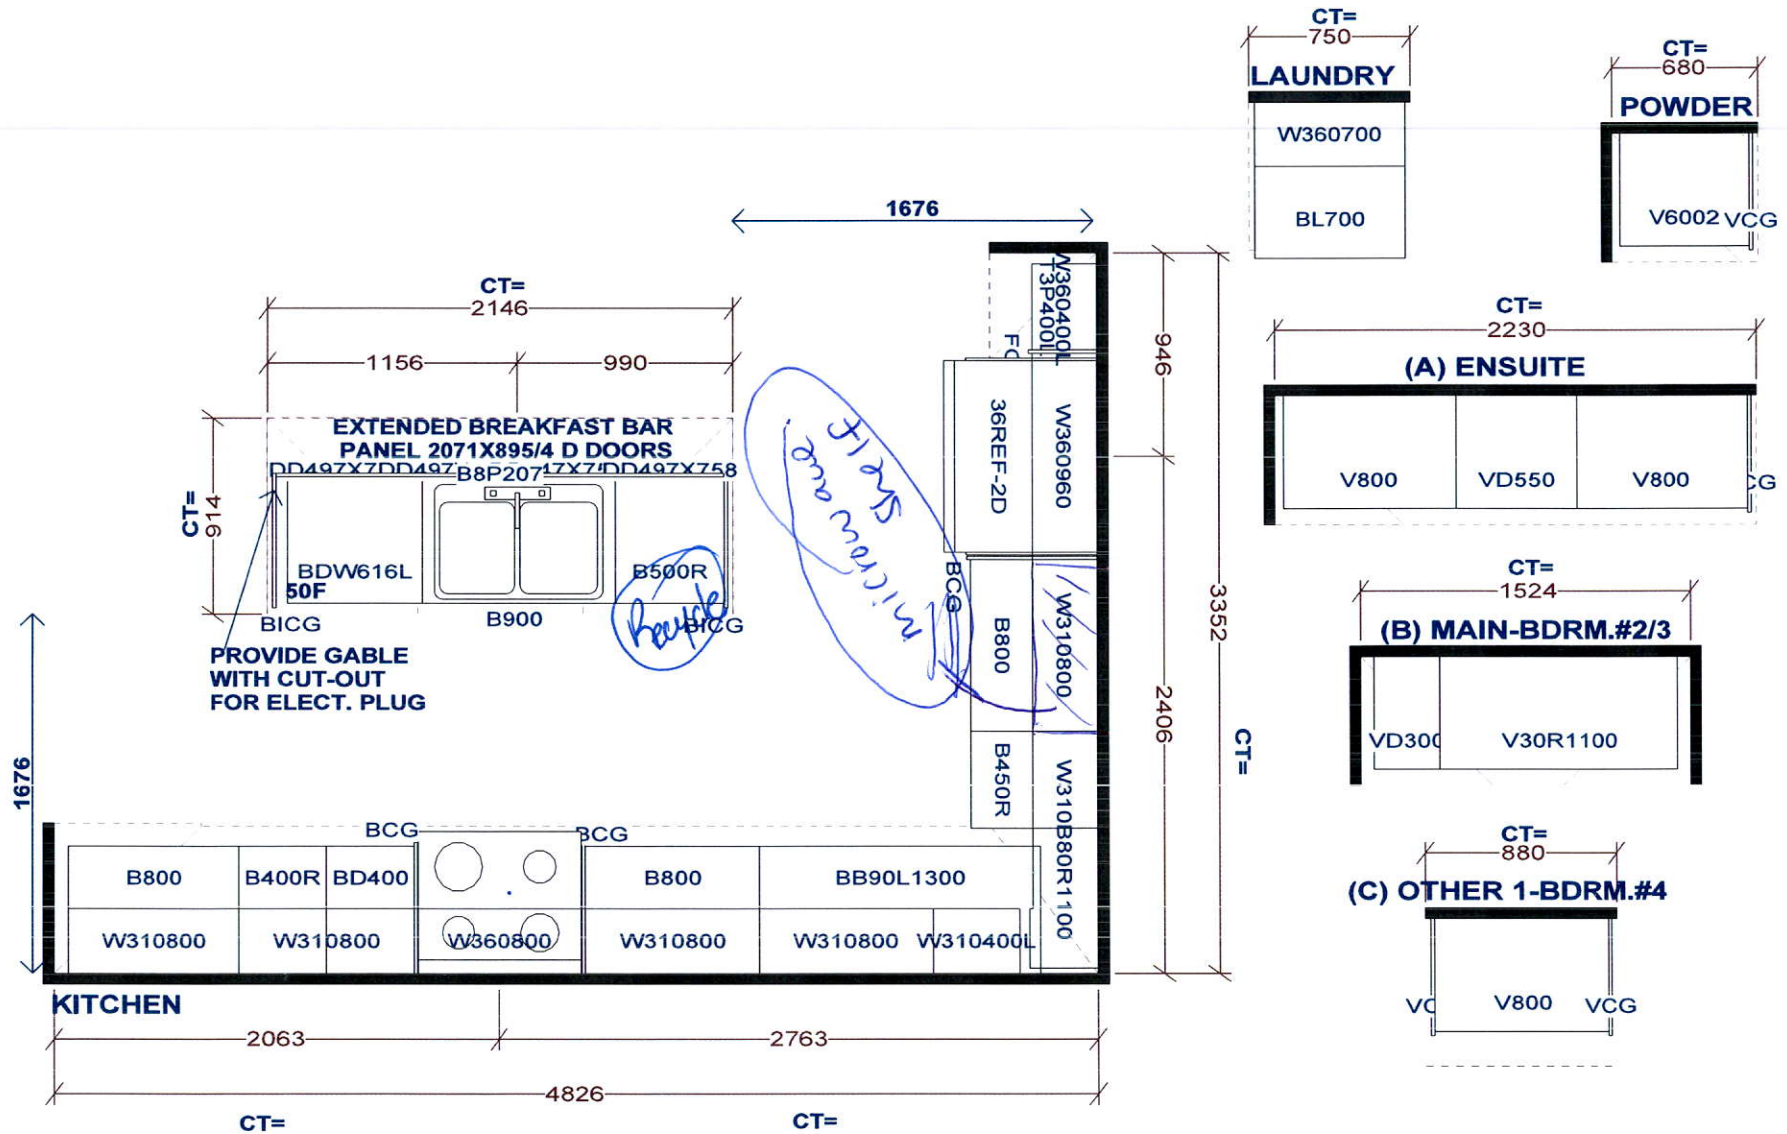 CT=
750
LAUNDRY
W360700
BL700
CT=
680
POWDER
V6002 VCG
1676
CT=
2146
1156
990
CT=
914
EXTENDED BREAKFAST BAR
PANEL 2071X895/4 D DOORS
B8P207
DD497X758
BDW616L
50F
B500R
BICG
B900
BICG
Recycle
PROVIDE GABLE
WITH CUT-OUT
FOR ELECT. PLUG
microwave
shelf
W360400L
T3P400L
36REF-2D
W360960
BCG
B800
W310800
B450R
W310B80R1100
946
2406
3352
CT=
1676
BCG
BCG
B800
B400R
BD400
B800
BB90L1300
W310800
W310800
W360800
W310800
W310800
W310400L
KITCHEN
2063
2763
4826
CT=
CT=
CT=
2230
(A) ENSUITE
V800
VD550
V800
CT=
1524
(B) MAIN-BDRM.#2/3
VD300
V30R1100
CT=
880
(C) OTHER 1-BDRM.#4
V800
VCG